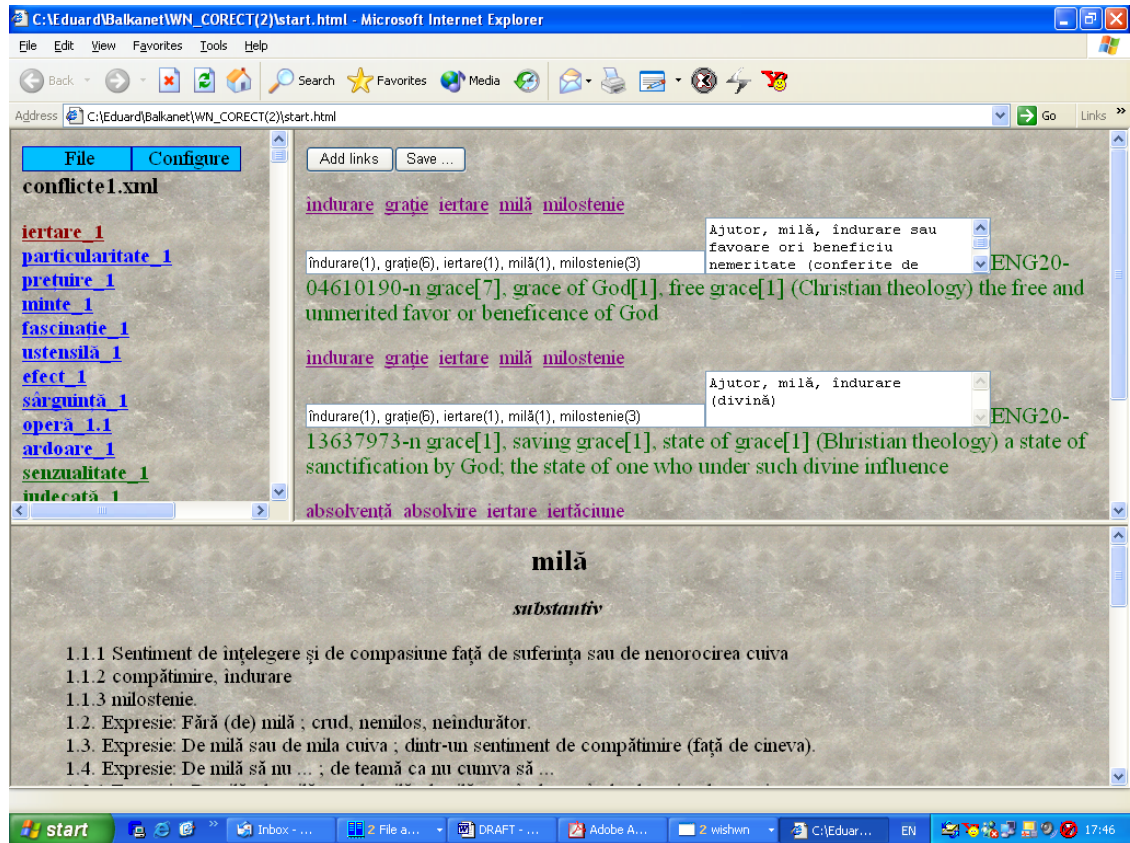 C:\Eduard\Balkanet\WN_CORECT(2)\start.html - Microsoft Internet Explorer
File Edit View Favorites Tools Help
Back Search Favorites Media
Address C:\Eduard\Balkanet\WN_CORECT(2)\start.html Go Links »
File Configure
conflicte1.xml
iertare_1
particularitate_1
pretuire_1
minte_1
fascinație_1
ustensilă_1
efect_1
sârguință_1
operă_1.1
ardoare_1
senzualitate_1
judecată_1
Add links Save ...
îndurare grație iertare milă milostenie
Ajutor, milă, îndurare sau
favoare ori beneficiu
nemeritate (conferite de
îndurare(1), grație(6), iertare(1), milă(1), milostenie(3)
ENG20-
04610190-n grace[7], grace of God[1], free grace[1] (Christian theology) the free and
unmerited favor or beneficence of God
îndurare grație iertare milă milostenie
Ajutor, milă, îndurare
(divină)
îndurare(1), grație(6), iertare(1), milă(1), milostenie(3)
ENG20-
13637973-n grace[1], saving grace[1], state of grace[1] (Bhristian theology) a state of
sanctification by God; the state of one who under such divine influence
absolvență absolvire iertare iertăciune
milă
substantiv
1.1.1 Sentiment de înțelegere și de compasiune față de suferința sau de nenorocirea cuiva
1.1.2 compătimire, îndurare
1.1.3 milostenie.
1.2. Expresie: Fără (de) milă ; crud, nemilos, neîndurător.
1.3. Expresie: De milă sau de mila cuiva ; dintr-un sentiment de compătimire (față de cineva).
1.4. Expresie: De milă să nu ... ; de teamă ca nu cumva să ...
start » Inbox - ... 2 File a... DRAFT - ... Adobe A... 2 wishwn C:\Eduar... EN 17:46